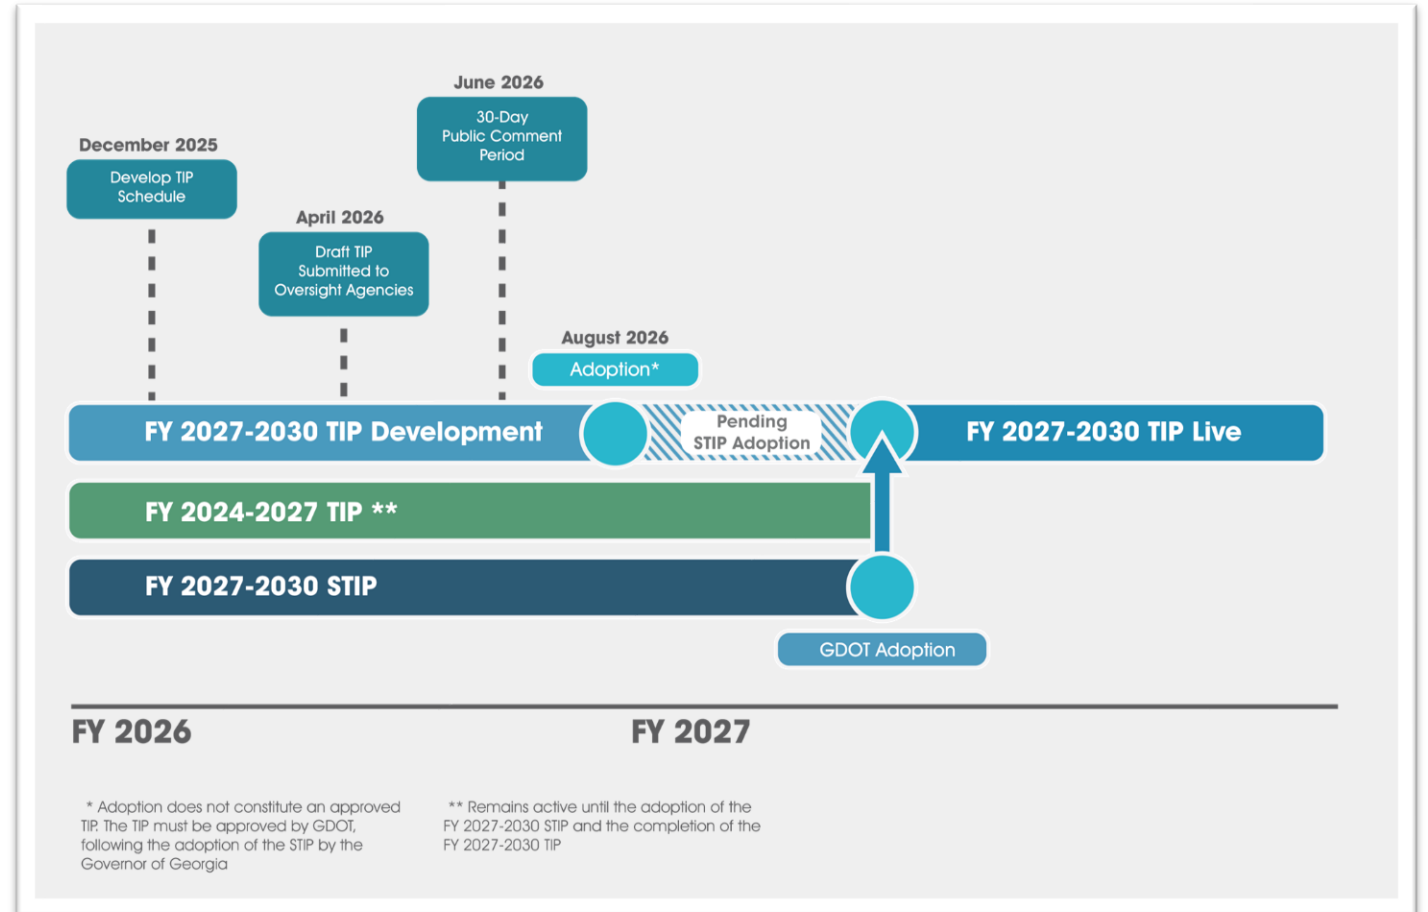 June 2026
30-Day
Public Comment
Period
December 2025
Develop TIP
Schedule
April 2026
Draft TIP
Submitted to
Oversight Agencies
August 2026
Adoption*
FY 2027-2030 TIP Development
Pending
STIP Adoption
FY 2027-2030 TIP Live
FY 2024-2027 TIP **
FY 2027-2030 STIP
GDOT Adoption
FY 2026
FY 2027
* Adoption does not constitute an approved
TIP. The TIP must be approved by GDOT,
following the adoption of the STIP by the
Governor of Georgia
** Remains active until the adoption of the
FY 2027-2030 STIP and the completion of the
FY 2027-2030 TIP